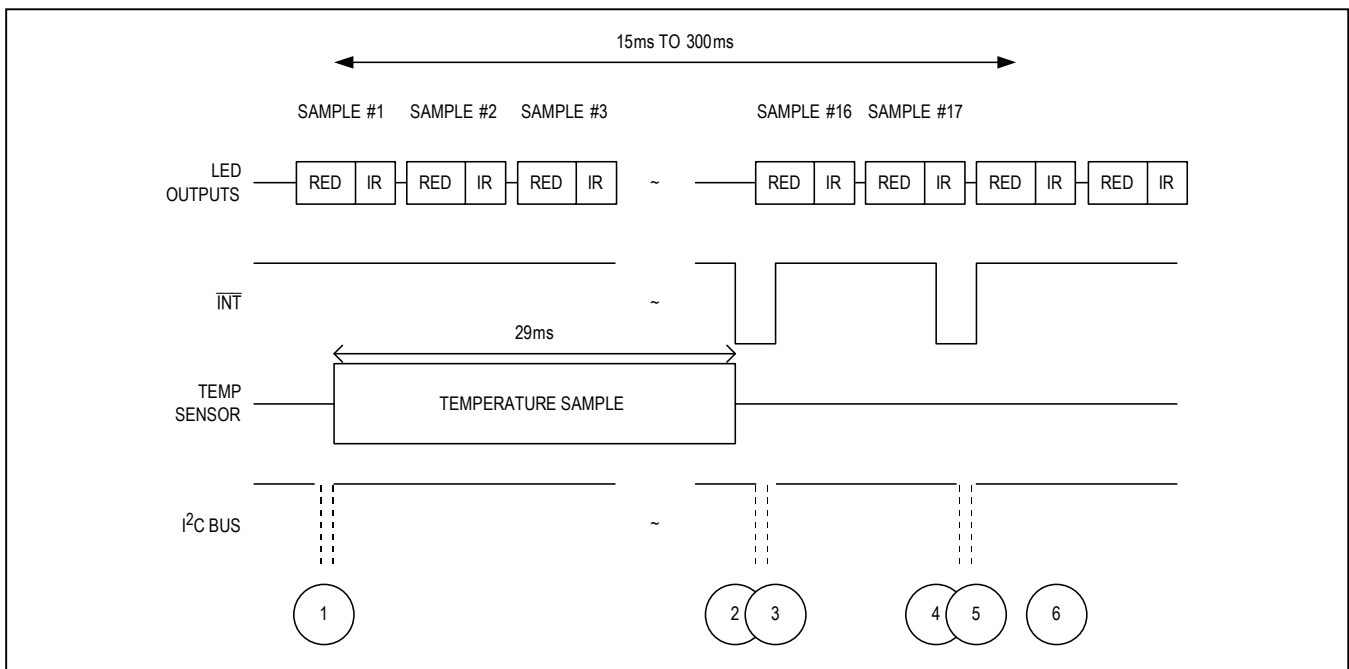 15ms TO 300ms
SAMPLE #1 SAMPLE #2 SAMPLE #3 SAMPLE #16 SAMPLE #17
LED
OUTPUTS
RED IR RED IR RED IR ~ RED IR RED IR RED IR RED IR
INT
~
29ms
TEMP
SENSOR
TEMPERATURE SAMPLE
I²C BUS
~
1 2 3 4 5 6